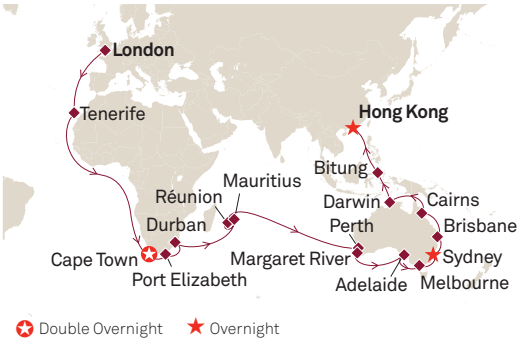 London
Tenerife
Hong Kong
Bitung
Mauritius
Réunion
Darwin
Cairns
Durban
Perth
Brisbane
Cape Town
Margaret River
Sydney
Port Elizabeth
Adelaide
Melbourne
Double Overnight
Overnight